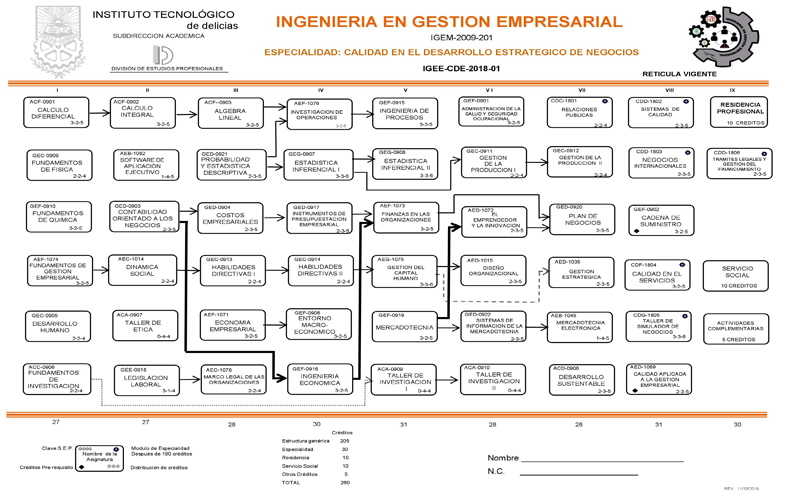 INSTITUTO TECNOLÓGICO
de delicias
SUBDIRECCION ACADEMICA
DIVISIÓN DE ESTUDIOS PROFESIONALES
INGENIERIA EN GESTION EMPRESARIAL
IGEM-2009-201
ESPECIALIDAD: CALIDAD EN EL DESARROLLO ESTRATEGICO DE NEGOCIOS
IGEE-CDE-2018-01
RETICULA VIGENTE
I II III IV V VI VII VIII IX
ACF-0001
CALCULO
DIFERENCIAL
3-2-5
ACF-0902
CALCULO
INTEGRAL
3-2-5
ACF--0903
ALGEBRA
LINEAL
3-2-5
AEF-1076
INVESTIGACION DE
OPERACIONES
3-2-5
GEF-0915
INGENIERIA DE
PROCESOS
3-2-5
GEF-0901
ADMINISTRACION DE LA
SALUD Y SEGURIDAD
OCUPACIONAL
3-2-5
CDC-1801
RELACIONES
PUBLICAS
2-2-4
CDD-1802
SISTEMAS DE
CALIDAD
2-3-5
RESIDENCIA
PROFESIONAL
10 CREDITOS
GEC-0909
FUNDAMENTOS
DE FISICA
2-2-4
AEB-1082
SOFTWARE DE
APLICACIÓN
EJECUTIVO
1-4-5
GED-0921
PROBABILIDAD
Y ESTADISTICA
DESCRIPTIVA
2-3-5
GEG-0907
ESTADISTICA
INFERENCIAL I
3-3-6
GEG-0908
ESTADISTICA
INFERENCIAL II
3-3-6
GEC-0911
GESTION
DE LA
PRODUCCION I
2-2-4
GEC-0912
GESTION DE LA
PRODUCCION II
2-2-4
CDD-1803
NEGOCIOS
INTERNACIONALES
2-3-5
CDD-1806
TRAMITES LEGALES Y
GESTION DEL
FINANCIAMIENTO
2-3-5
GEF-0910
FUNDAMENTOS
DE QUIMICA
3-2-5
GED-0903
CONTABILIDAD
ORIENTADO A LOS
NEGOCIOS
2-3-5
GED-0904
COSTOS
EMPRESARIALES
2-3-5
GED-0917
INSTRUMENTOS DE
PRESUPUESTACION
EMPRESARIAL
2-3-5
AEF-1073
FINANZAS EN LAS
ORGANIZACIONES
3-2-5
AED-1072
EL
EMPRENDEDOR
Y LA INNOVACION
2-3-5
GED-0920
PLAN DE
NEGOCIOS
2-3-5
GEF-0902
CADENA DE
SUMINISTRO
3-2-5
AEF-1074
FUNDAMENTOS DE
GESTION
EMPRESARIAL
3-2-5
AEC-1014
DINAMICA
SOCIAL
2-2-4
GEC-0913
HABILIDADES
DIRECTIVAS I
2-2-4
GEC-0914
HABILIDADES
DIRECTIVAS II
2-2-4
AEG-1075
GESTION DEL
CAPITAL
HUMANO
3-3-6
AED-1015
DISEÑO
ORGANIZACIONAL
2-3-5
AED-1035
GESTION
ESTRATEGICA
2-3-5
CDF-1804
CALIDAD EN EL
SERVICIOS
3-2-5
SERVICIO
SOCIAL
10 CREDITOS
GEC-0905
DESARROLLO
HUMANO
2-2-4
ACA-0907
TALLER DE
ETICA
0-4-4
AEF-1071
ECONOMIA
EMPRESARIAL
3-2-5
GEF-0906
ENTORNO
MACRO-
ECONOMICO
3-2-5
GEF-0919
MERCADOTECNIA
3-2-5
GED-0922
SISTEMAS DE
INFORMACION DE LA
MERCADOTECNIA
2-3-5
AEB-1045
MERCADOTECNIA
ELECTRONICA
1-4-5
CDG-1805
TALLER DE
SIMULADOR DE
NEGOCIOS
3-3-6
ACTIVIDADES
COMPLEMENTARIAS
5 CREDITOS
ACC-0906
FUNDAMENTOS
DE
INVESTIGACION
2-2-4
GEE-0918
LEGISLACION
LABORAL
3-1-4
AEC-1078
MARCO LEGAL DE LAS
ORGANIZACIONES
2-2-4
GEF-0916
INGENIERIA
ECONOMICA
3-2-5
ACA-0909
TALLER DE
INVESTIGACION
I
0-4-4
ACA-0910
TALLER DE
INVESTIGACION
II
0-4-4
ACD-0908
DESARROLLO
SUSTENTABLE
2-3-5
AED-1069
CALIDAD APLICADA
A LA GESTION
EMPRESARIAL
2-3-5
27 27 28 30 31 28 28 31 30
Clave S.E.P.
Nombre de la
Asignatura
Créditos Pre-requisito
Modulo de Especialidad
Después de 190 créditos
Distribución de créditos
Créditos
Estructura genérica 205
Especialidad 30
Residencia 10
Servicio Social 10
Otros Créditos 5
TOTAL 260
Nombre
N.C.
REV. 11/10/2019